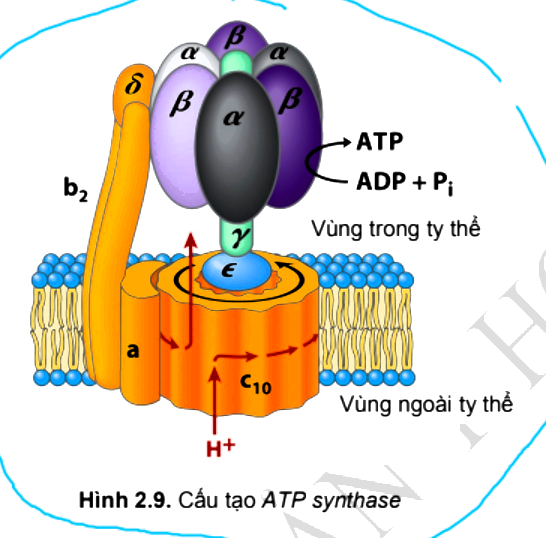 β
α
α
δ
β
β
α
ATP
ADP + Pᵢ
b₂
γ
Vùng trong ty thể
ε
a
c₁₀
Vùng ngoài ty thể
H⁺
Hình 2.9. Cấu tạo ATP synthase